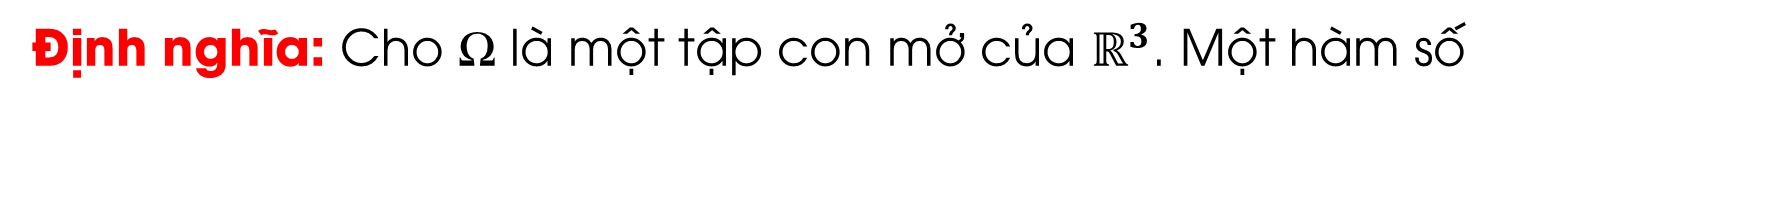 Định nghĩa: Cho Ω là một tập con mở của ℝ³. Một hàm số